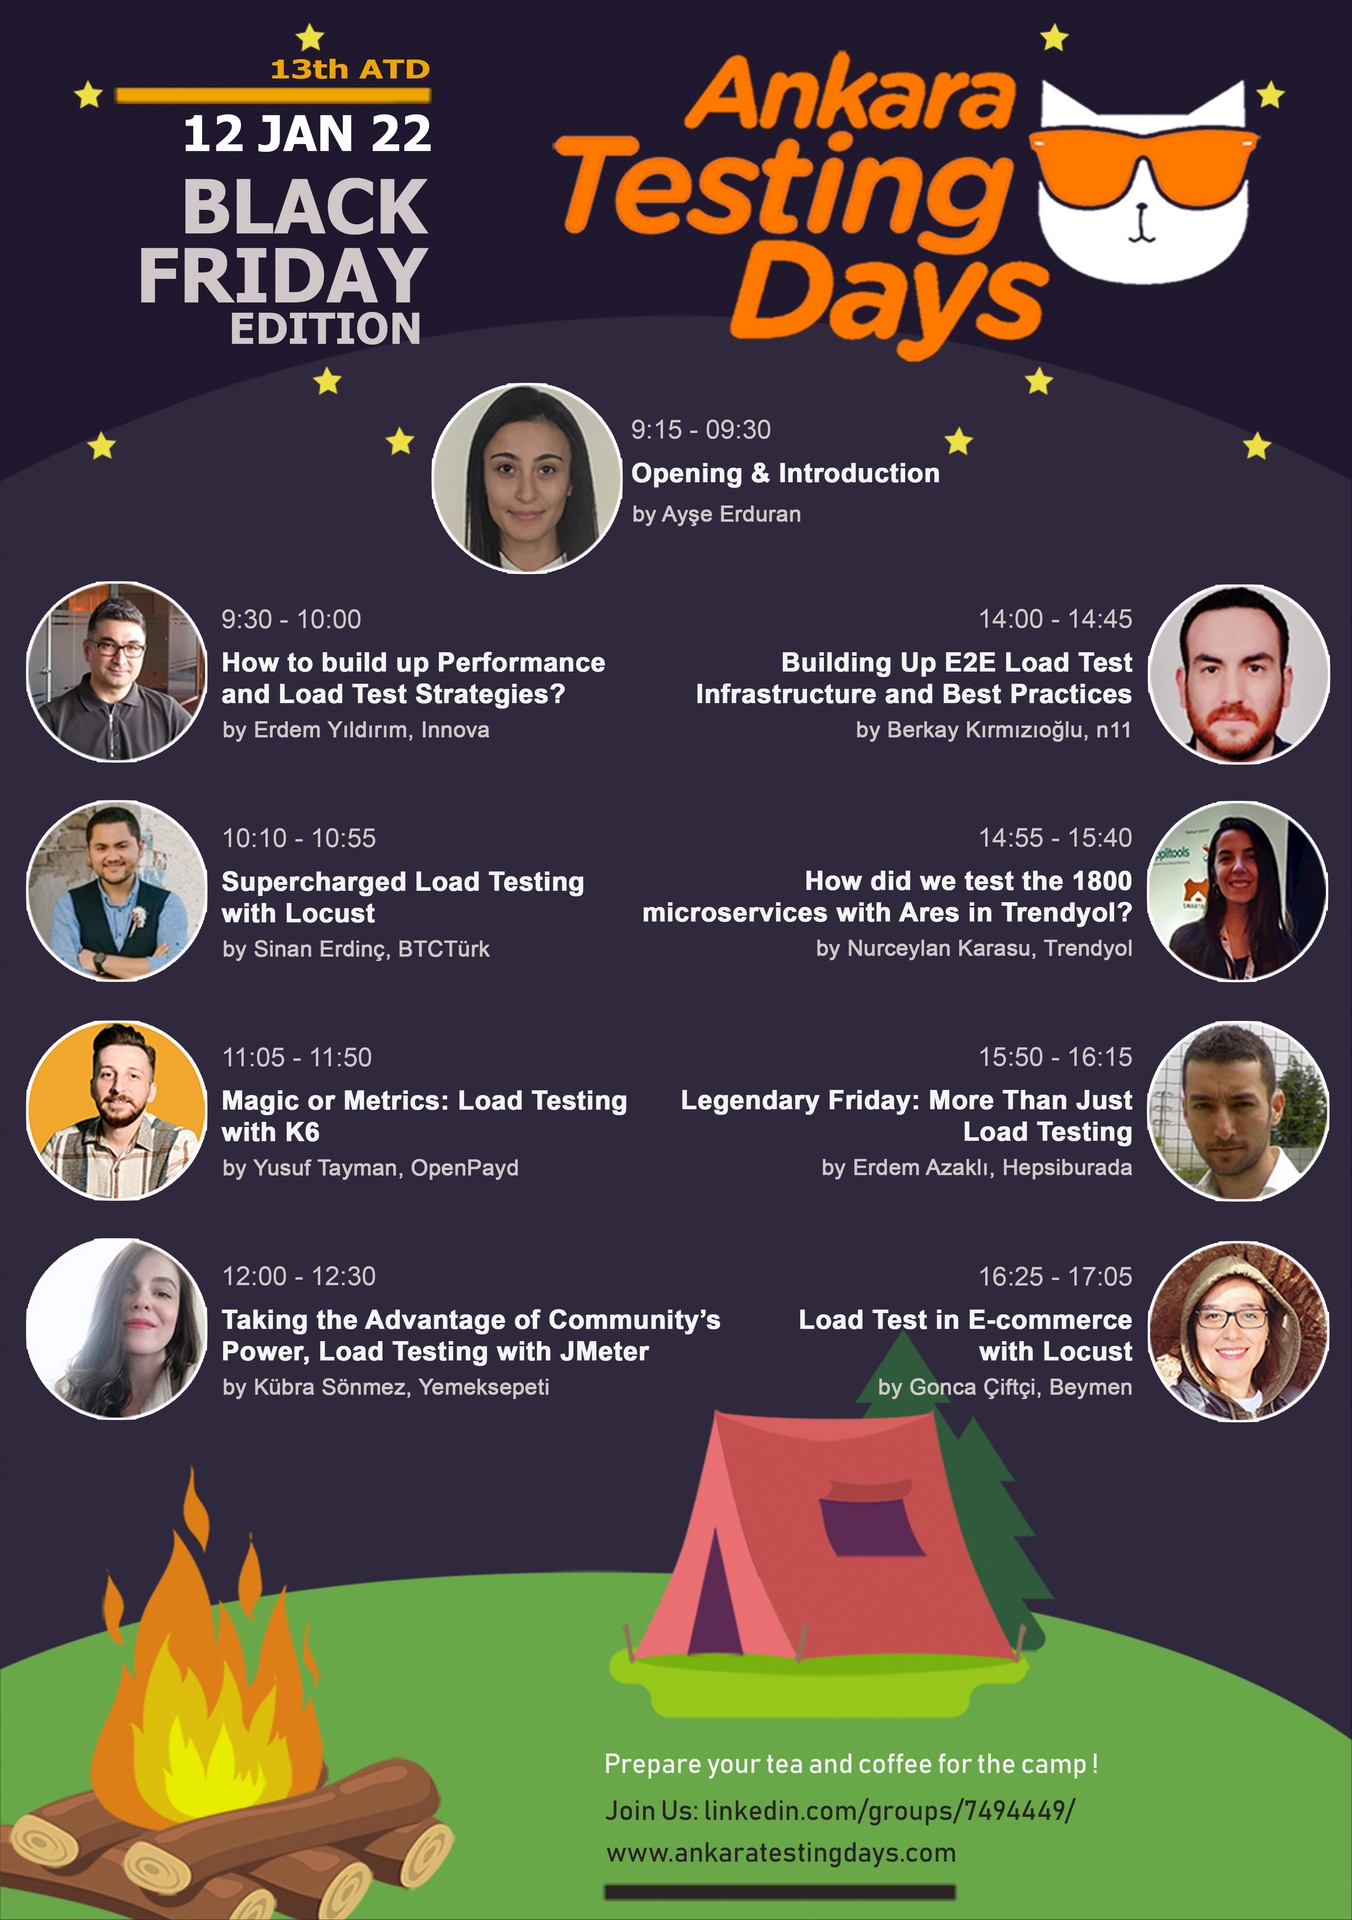 13th ATD
12 JAN 22
BLACK
FRIDAY
EDITION
Ankara
Testing
Days
9:15 - 09:30
Opening & Introduction
by Ayşe Erduran
9:30 - 10:00
How to build up Performance
and Load Test Strategies?
by Erdem Yıldırım, Innova
10:10 - 10:55
Supercharged Load Testing
with Locust
by Sinan Erdinç, BTCTürk
11:05 - 11:50
Magic or Metrics: Load Testing
with K6
by Yusuf Tayman, OpenPayd
12:00 - 12:30
Taking the Advantage of Community’s
Power, Load Testing with JMeter
by Kübra Sönmez, Yemeksepeti
14:00 - 14:45
Building Up E2E Load Test
Infrastructure and Best Practices
by Berkay Kırmızıoğlu, n11
14:55 - 15:40
How did we test the 1800
microservices with Ares in Trendyol?
by Nurceylan Karasu, Trendyol
15:50 - 16:15
Legendary Friday: More Than Just
Load Testing
by Erdem Azaklı, Hepsiburada
16:25 - 17:05
Load Test in E-commerce
with Locust
by Gonca Çiftçi, Beymen
Prepare your tea and coffee for the camp !
Join Us: linkedin.com/groups/7494449/
www.ankaratestingdays.com